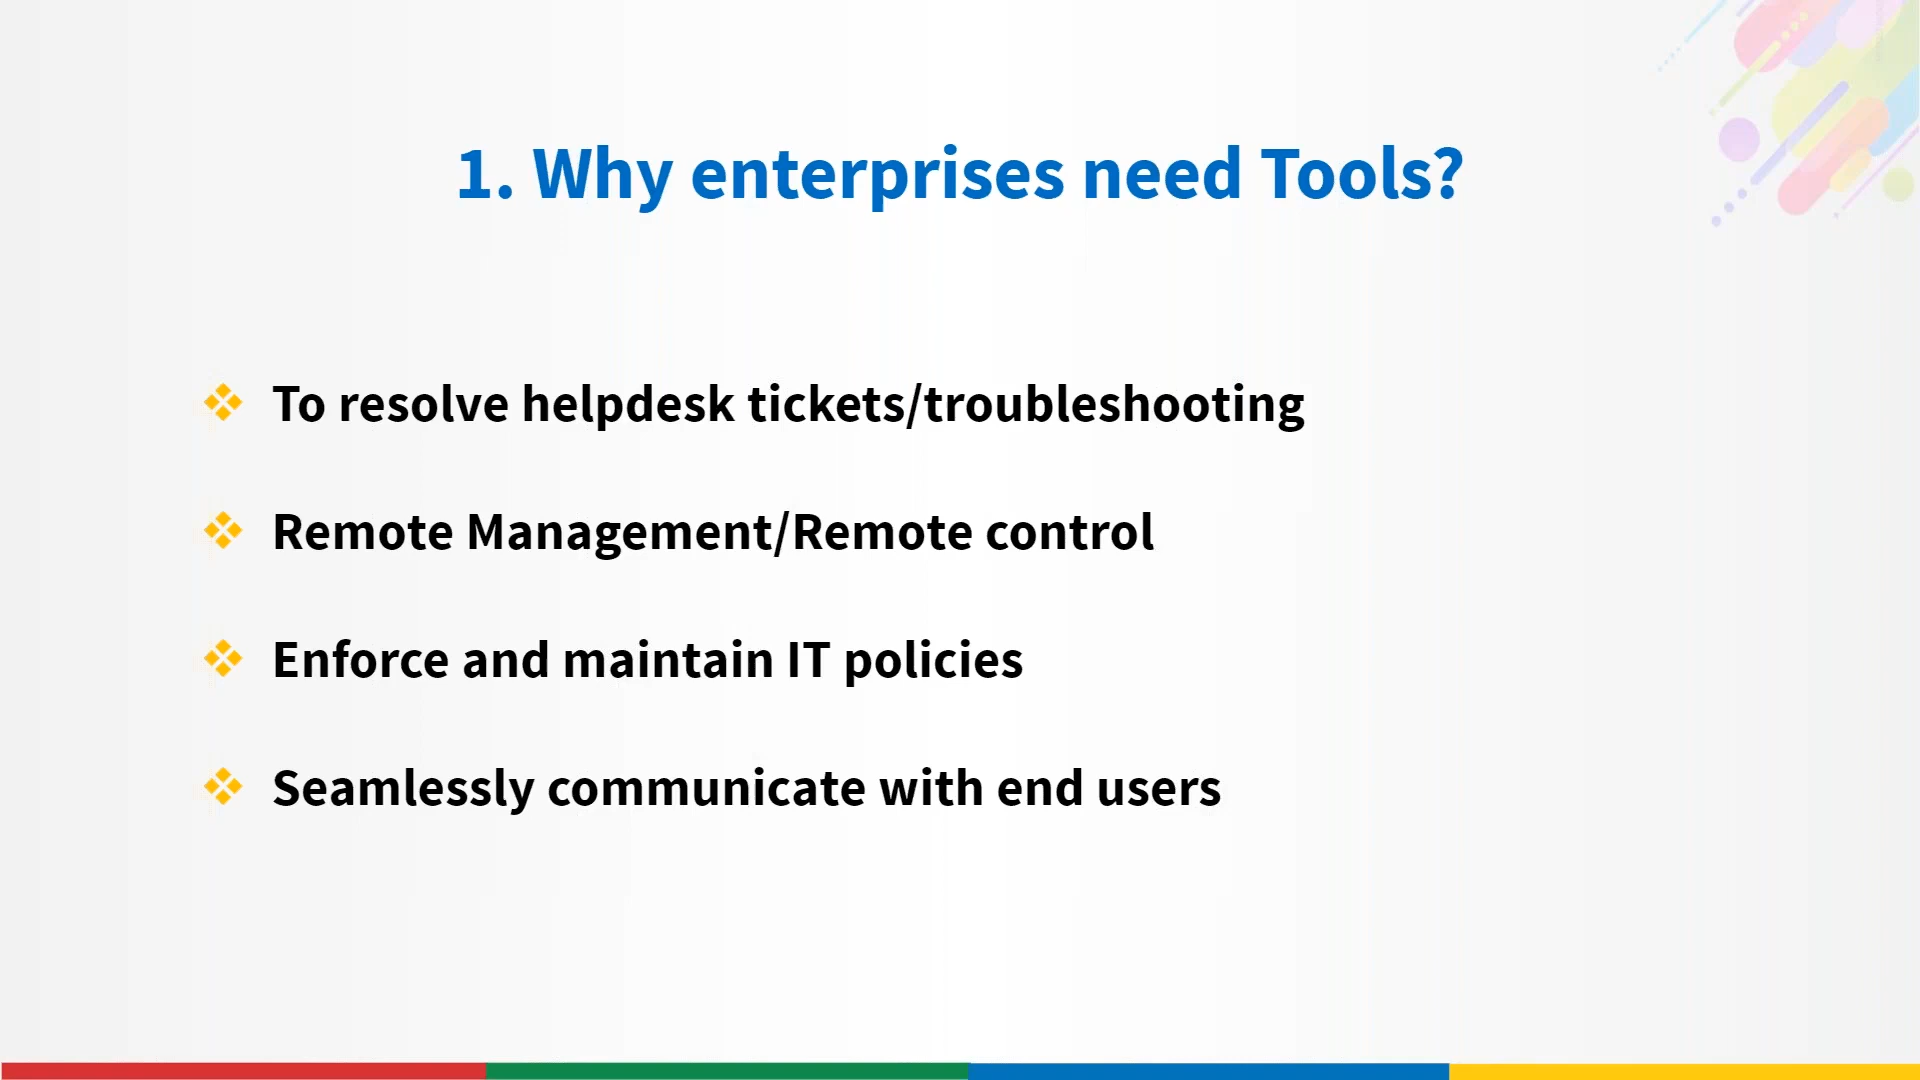 1. Why enterprises need Tools?
To resolve helpdesk tickets/troubleshooting
Remote Management/Remote control
Enforce and maintain IT policies
Seamlessly communicate with end users